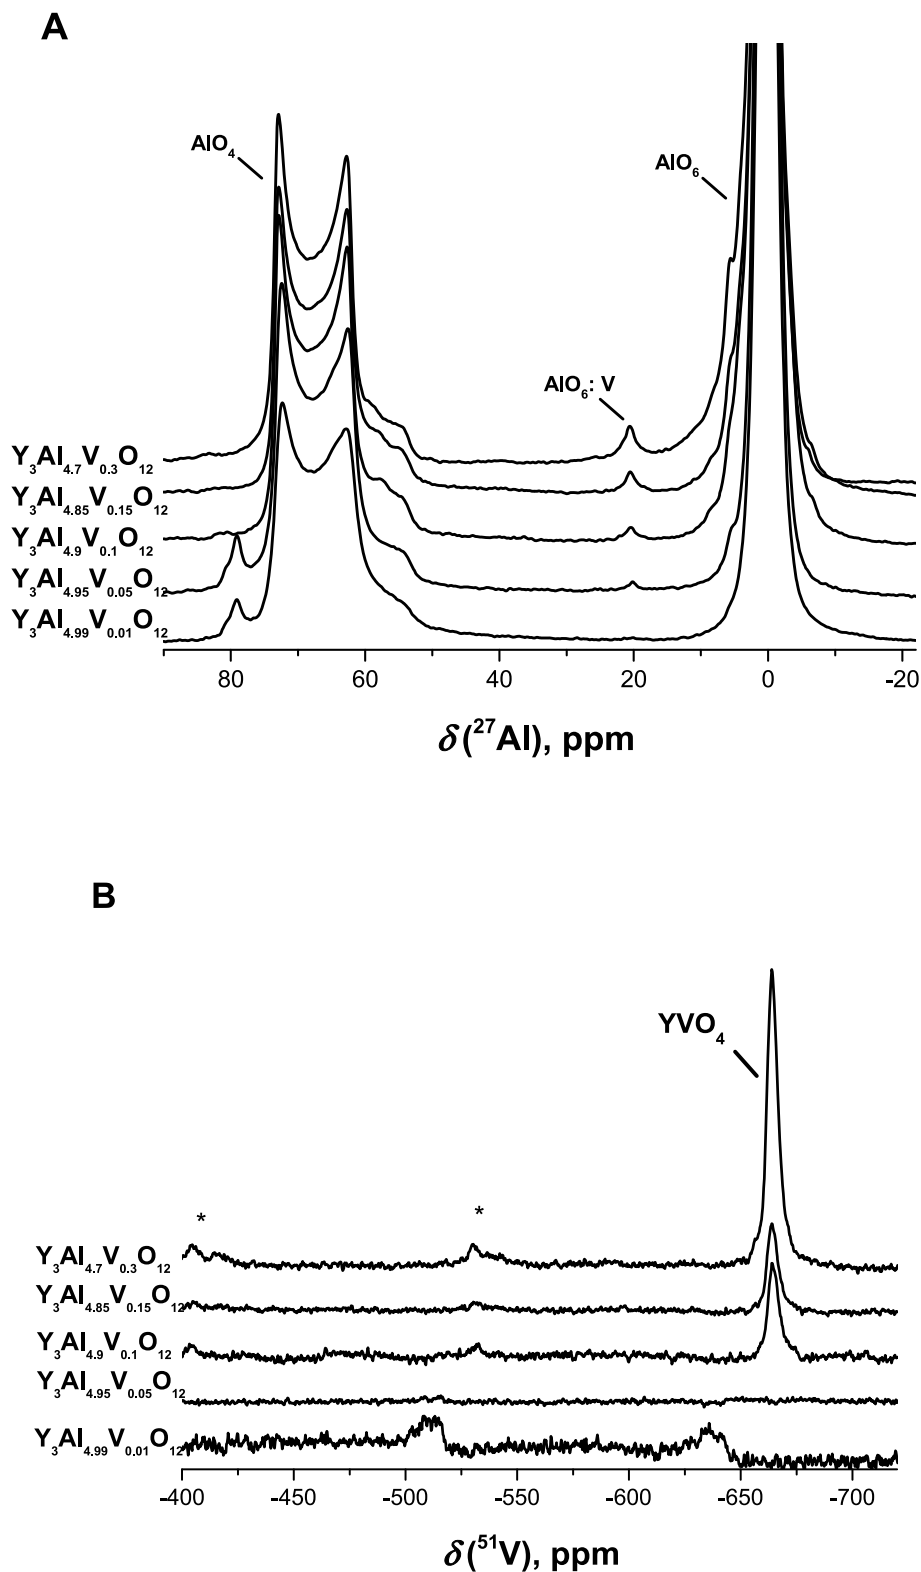 A
AlO₄
AlO₆
AlO₆: V
Y₃Al₄.₇V₀.₃O₁₂
Y₃Al₄.₈₅V₀.₁₅O₁₂
Y₃Al₄.₉V₀.₁O₁₂
Y₃Al₄.₉₅V₀.₀₅O₁₂
Y₃Al₄.₉₉V₀.₀₁O₁₂
80 60 40 20 0 -20
δ(²⁷Al), ppm
B
YVO₄
* *
Y₃Al₄.₇V₀.₃O₁₂
Y₃Al₄.₈₅V₀.₁₅O₁₂
Y₃Al₄.₉V₀.₁O₁₂
Y₃Al₄.₉₅V₀.₀₅O₁₂
Y₃Al₄.₉₉V₀.₀₁O₁₂
-400 -450 -500 -550 -600 -650 -700
δ(⁵¹V), ppm